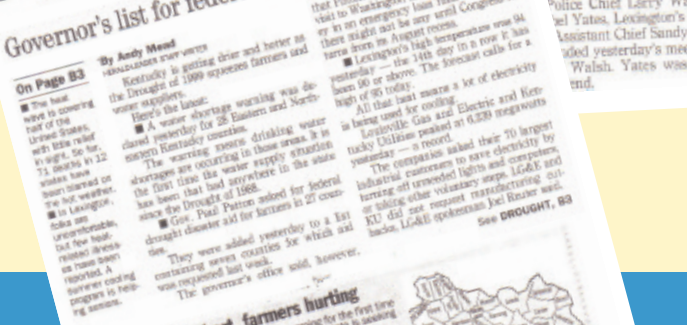 Governor's list for
On Page B3
The heat
wave is covering
half of the
United States,
with little relief
in sight. So far,
71 deaths in 12
states have
been blamed on
the hot weather.
In Lexington,
folks are
uncomfortable,
but few heat-
related illness-
es have been
reported. A
summer cooling
program is help-
ing some.
By Andy Mead
HERALD-LEADER STAFF WRITER
Kentucky is getting drier and hotter as
the Drought of 1999 squeezes farmers and
water suppliers.
Here's the latest:
■ A water shortage warning was de-
clared yesterday for 28 Eastern and North-
eastern Kentucky counties.
The warning means drinking water
shortages are occurring in those areas. It is
the first time the water supply situation
has been that bad anywhere in the state
since the Drought of 1988.
■ Gov. Paul Patton asked for federal
drought disaster aid for farmers in 27 coun-
ties.
They were added yesterday to a list
containing seven counties for which aid
was requested last week.
The governor's office said, however,
visit to Washington
ry in an emergency loan
there might not be any until Congress
turns from its August recess.
■ Lexington's high temperature was 94
yesterday — the 14th day in a row it has
been 90 or above. The forecast calls for a
high of 95 today.
All that heat means a lot of electricity
is being used for cooling.
Louisville Gas and Electric and Ken-
tucky Utilities peaked at 6,239 megawatts
yesterday — a record.
The companies asked their 70 largest
industrial customers to save electricity by
turning off unneeded lights and computers,
or taking other voluntary steps. LG&E and
KU did not request manufacturing cut-
backs, LG&E spokesman
See DROUGHT, B3
farmers hurting
for the first time
Police Chief Larry
Yates, Lexington's
Assistant Chief Sandy
yesterday's
Walsh. Yates was
end.